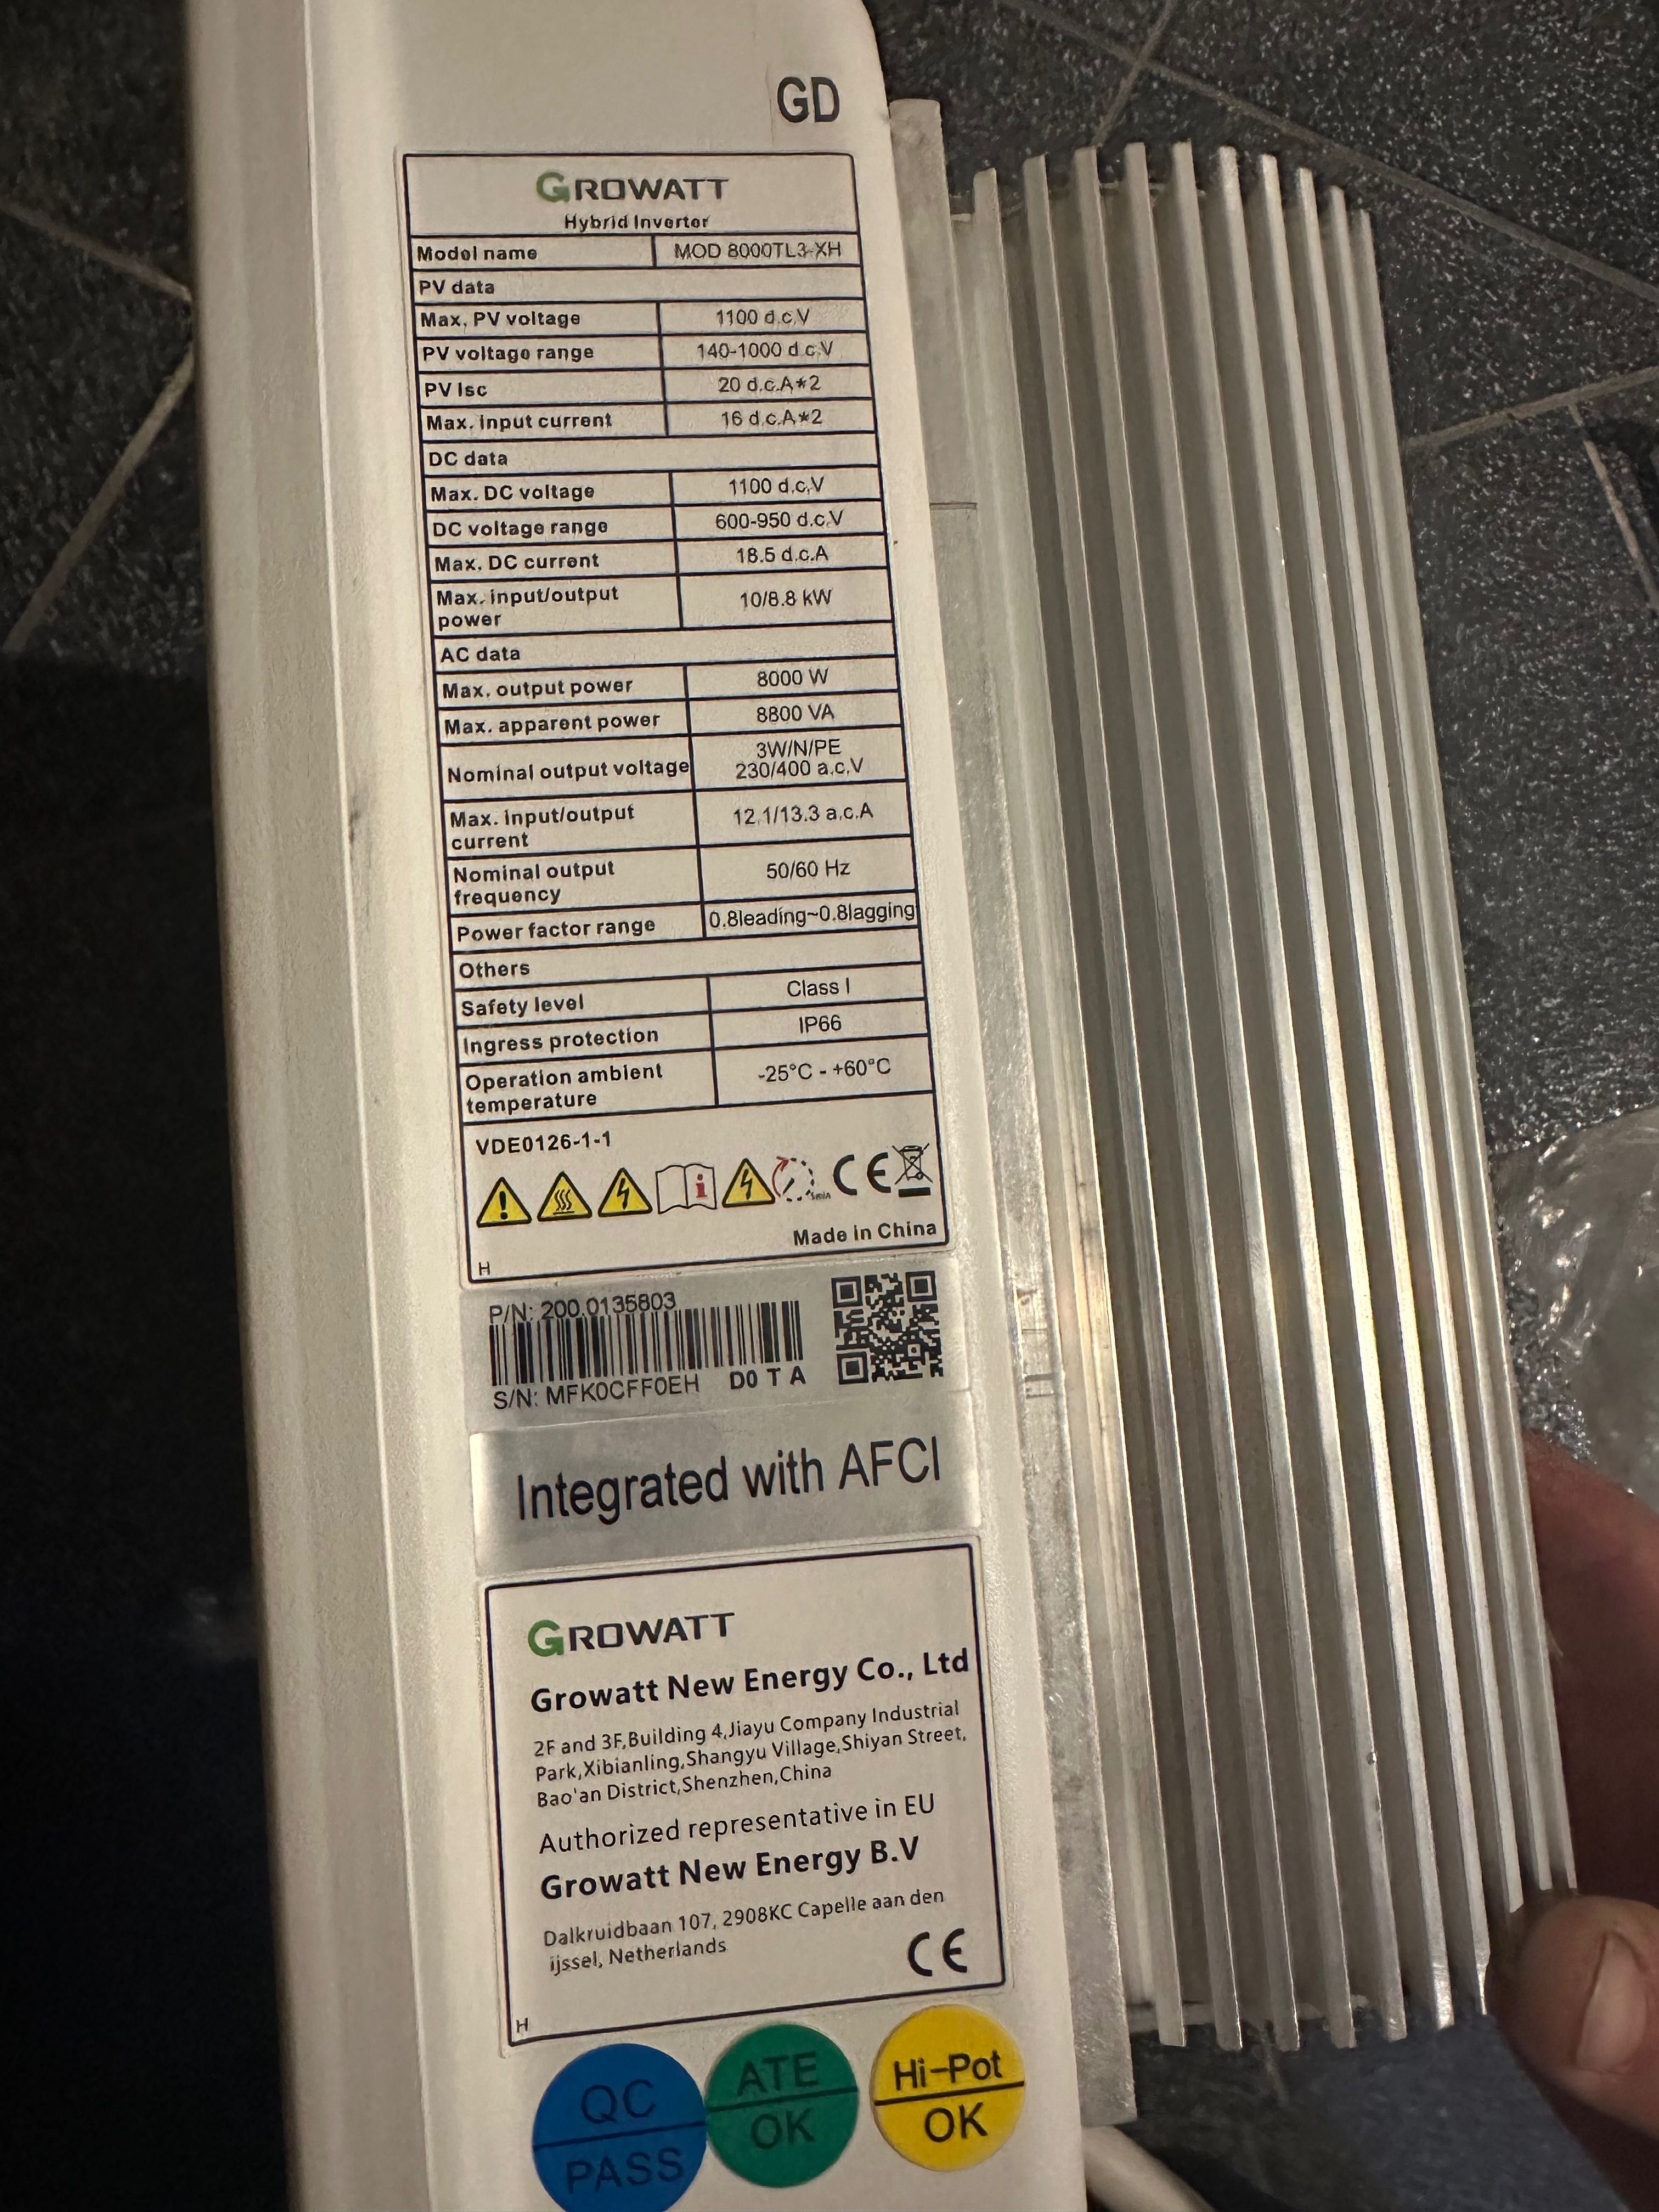 GD
GROWATT
Hybrid Inverter
Model name MOD 8000TL3-XH
PV data
Max. PV voltage 1100 d.c.V
PV voltage range 140-1000 d.c.V
PV Isc 20 d.c.A*2
Max. input current 16 d.c.A*2
DC data
Max. DC voltage 1100 d.c.V
DC voltage range 600-950 d.c.V
Max. DC current 18.5 d.c.A
Max. input/output
power 10/8.8 kW
AC data
Max. output power 8000 W
Max. apparent power 8800 VA
Nominal output voltage 3W/N/PE
230/400 a.c.V
Max. input/output
current 12.1/13.3 a.c.A
Nominal output
frequency 50/60 Hz
Power factor range 0.8leading~0.8lagging
Others
Safety level Class I
Ingress protection IP66
Operation ambient
temperature -25°C - +60°C
VDE0126-1-1
i 5min CE
Made in China
H
P/N: 200.0135803
S/N: MFK0CFF0EH D0 T A
Integrated with AFCI
GROWATT
Growatt New Energy Co., Ltd
2F and 3F,Building 4,Jiayu Company Industrial
Park,Xibianling,Shangyu Village,Shiyan Street,
Bao'an District,Shenzhen,China
Authorized representative in EU
Growatt New Energy B.V
Dalkruidbaan 107, 2908KC Capelle aan den
ijssel, Netherlands
CE
H
QC
PASS
ATE
OK
Hi-Pot
OK